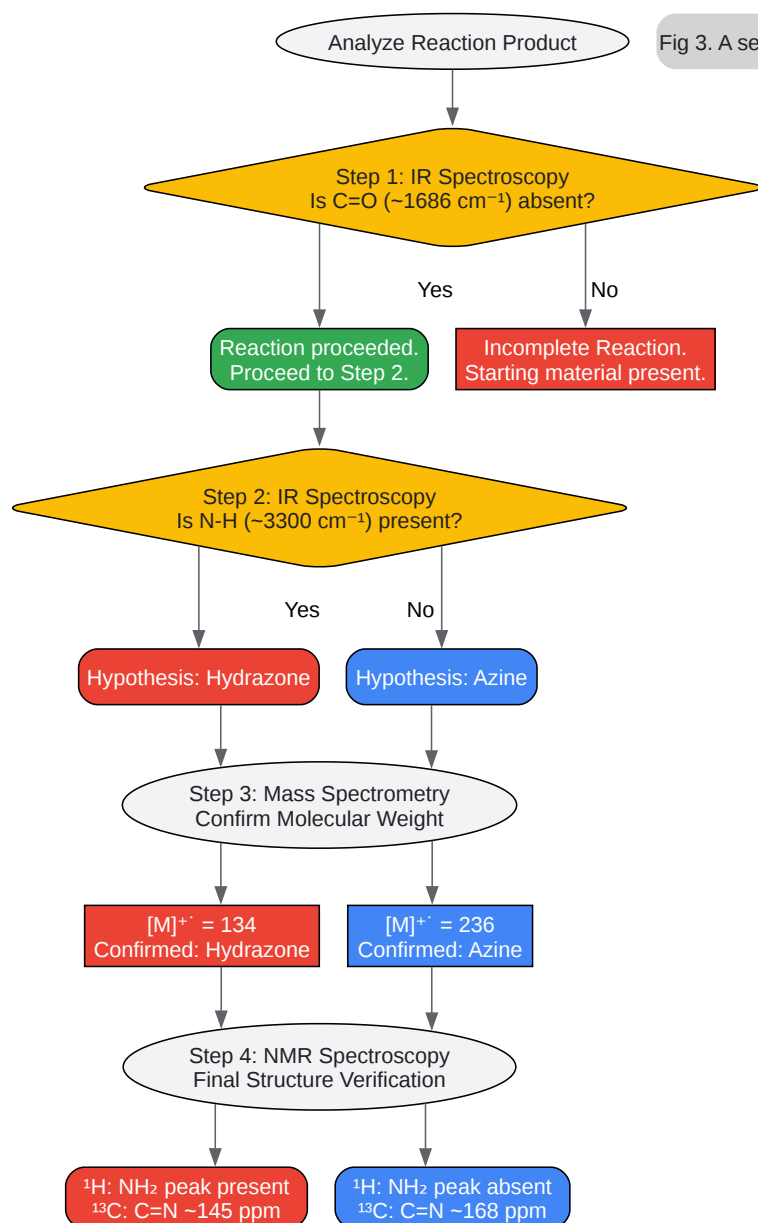 Analyze Reaction Product
Fig 3. A se
Step 1: IR Spectroscopy
Is C=O (~1686 cm⁻¹) absent?
Yes
No
Reaction proceeded.
Proceed to Step 2.
Incomplete Reaction.
Starting material present.
Step 2: IR Spectroscopy
Is N-H (~3300 cm⁻¹) present?
Yes
No
Hypothesis: Hydrazone
Hypothesis: Azine
Step 3: Mass Spectrometry
Confirm Molecular Weight
[M]⁺˙ = 134
Confirmed: Hydrazone
[M]⁺˙ = 236
Confirmed: Azine
Step 4: NMR Spectroscopy
Final Structure Verification
¹H: NH₂ peak present
¹³C: C=N ~145 ppm
¹H: NH₂ peak absent
¹³C: C=N ~168 ppm